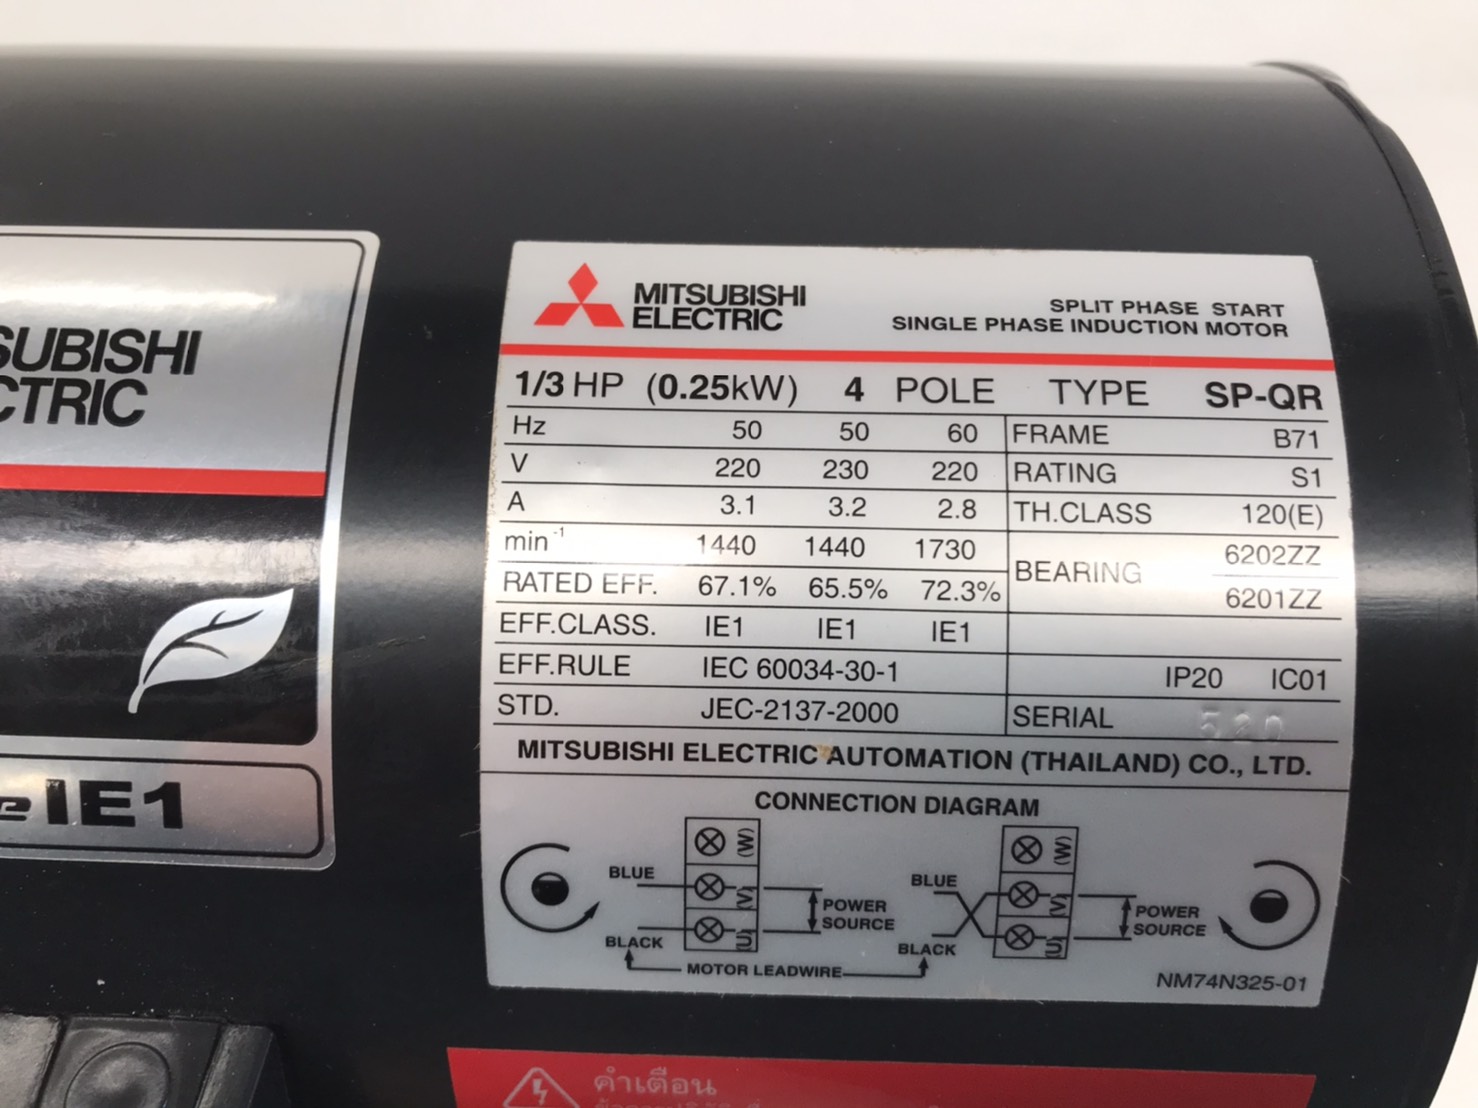 SUBISHI
CTRIC
IE1
MITSUBISHI
ELECTRIC
SPLIT PHASE START
SINGLE PHASE INDUCTION MOTOR
1/3 HP (0.25kW) 4 POLE TYPE SP-QR
Hz 50 50 60 FRAME B71
V 220 230 220 RATING S1
A 3.1 3.2 2.8 TH.CLASS 120(E)
min⁻¹ 1440 1440 1730 BEARING 6202ZZ
6201ZZ
RATED EFF. 67.1% 65.5% 72.3%
EFF.CLASS. IE1 IE1 IE1
EFF.RULE IEC 60034-30-1 IP20 IC01
STD. JEC-2137-2000 SERIAL 520
MITSUBISHI ELECTRIC AUTOMATION (THAILAND) CO., LTD.
CONNECTION DIAGRAM
(W) (W)
BLUE (V) BLUE (V)
POWER SOURCE POWER SOURCE
BLACK (U) BLACK (U)
MOTOR LEADWIRE
NM74N325-01
คำเตือน